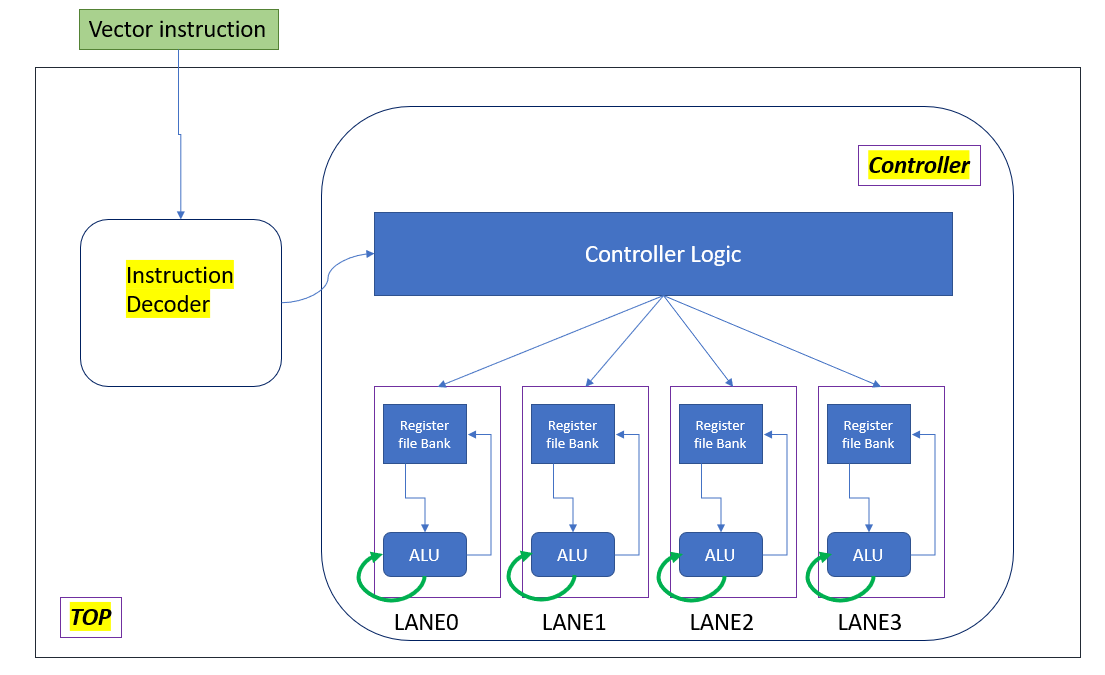 Vector instruction
Controller
Instruction
Decoder
Controller Logic
Register
file Bank
Register
file Bank
Register
file Bank
Register
file Bank
ALU
ALU
ALU
ALU
TOP
LANE0
LANE1
LANE2
LANE3